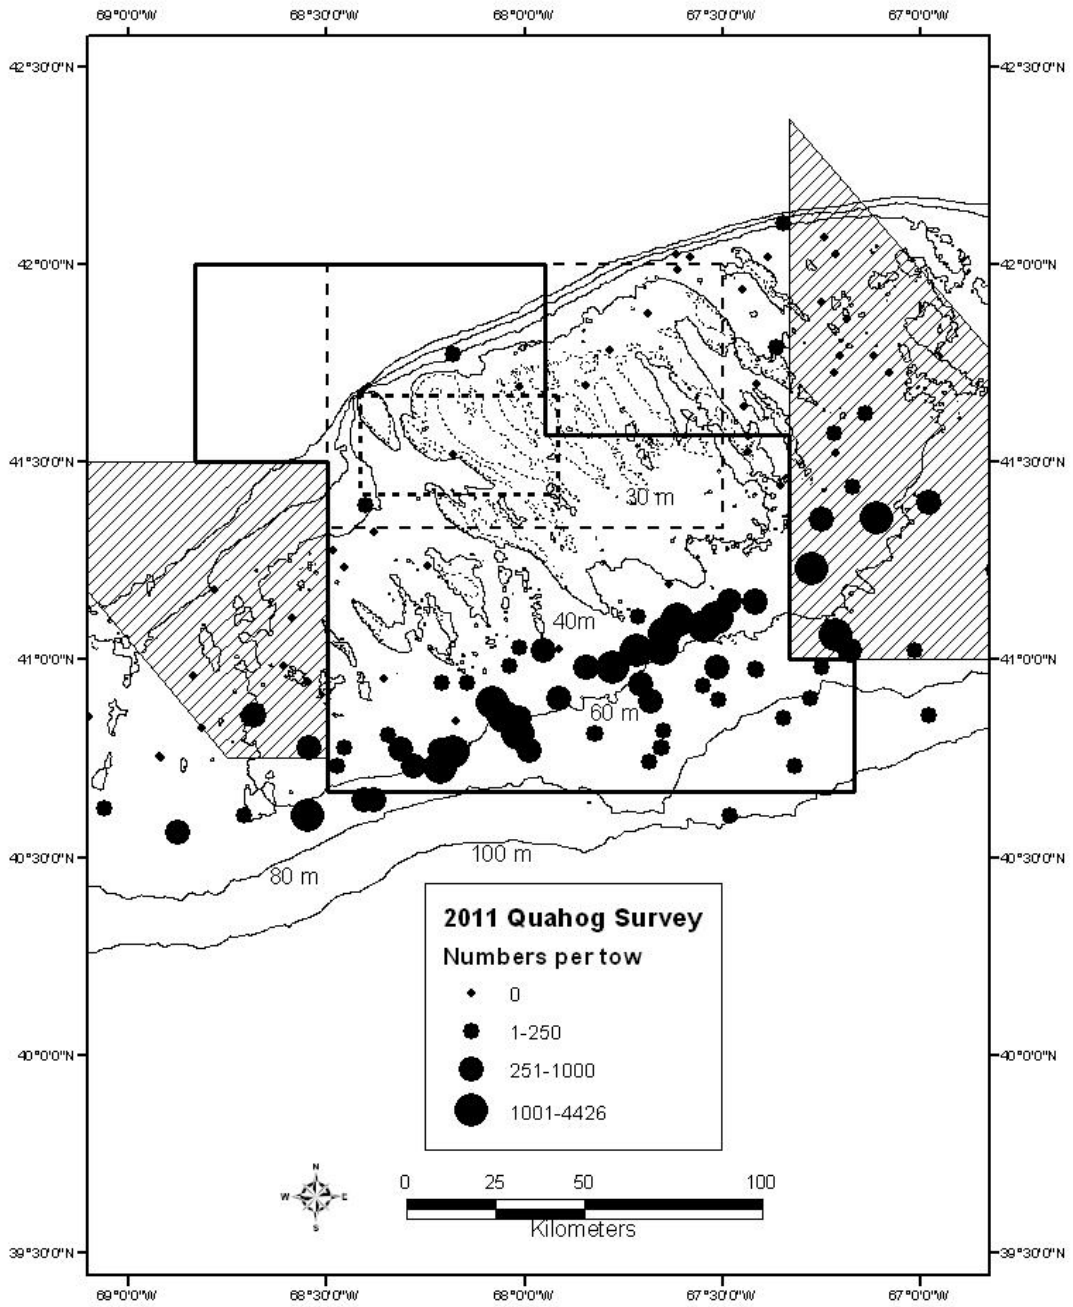 69°0'0"W 68°30'0"W 68°0'0"W 67°30'0"W 67°0'0"W
42°30'0"N 42°30'0"N
42°0'0"N 42°0'0"N
41°30'0"N 41°30'0"N
30 m
40m
41°0'0"N 41°0'0"N
60 m
40°30'0"N 40°30'0"N
100 m
80 m
2011 Quahog Survey
Numbers per tow
0
1-250
251-1000
1001-4426
40°0'0"N 40°0'0"N
N
W E
S
0 25 50 100
Kilometers
39°30'0"N 39°30'0"N
69°0'0"W 68°30'0"W 68°0'0"W 67°30'0"W 67°0'0"W